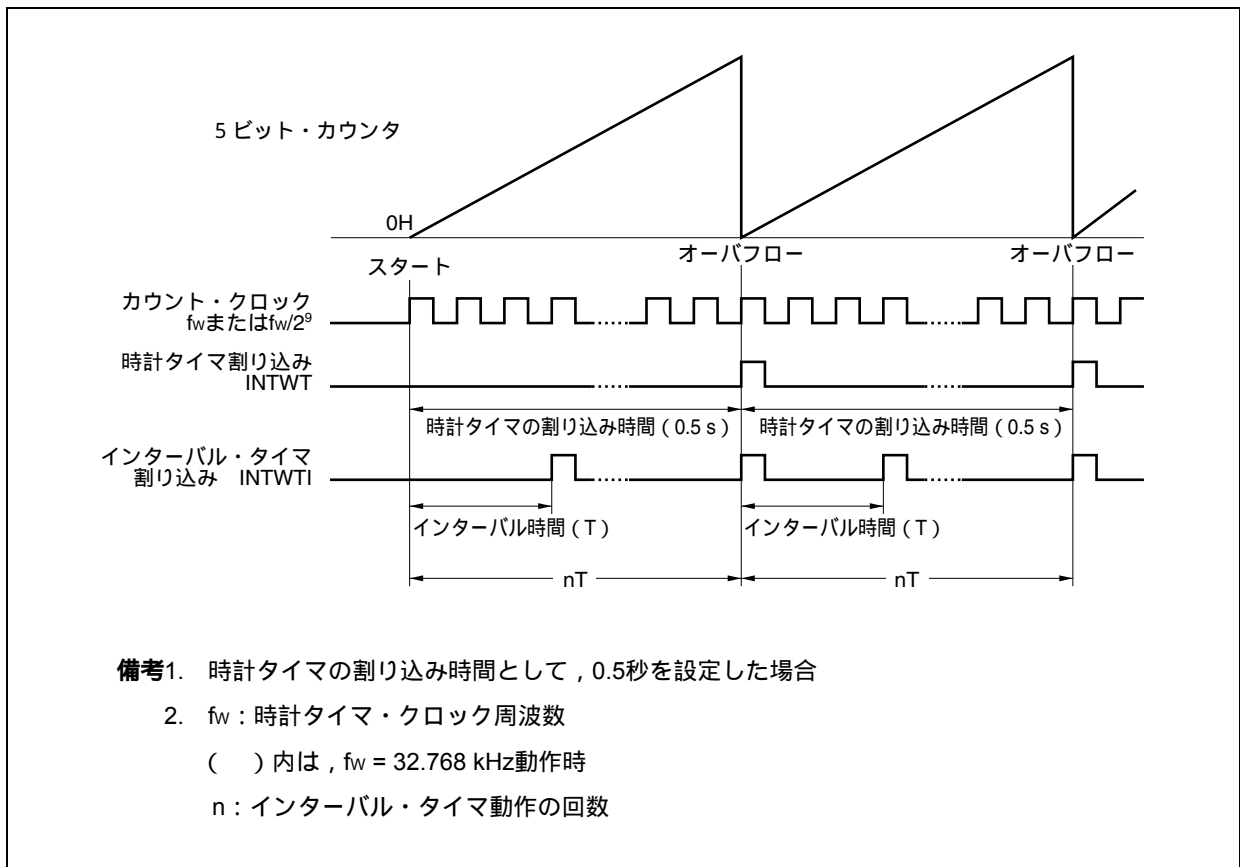 5 ビット・カウンタ
0H
スタート
オーバフロー
オーバフロー
カウント・クロック
fwまたはfw/2⁹
時計タイマ割り込み
INTWT
時計タイマの割り込み時間(0.5 s)
時計タイマの割り込み時間(0.5 s)
インターバル・タイマ
割り込み INTWTI
インターバル時間(T)
インターバル時間(T)
nT
nT
備考1. 時計タイマの割り込み時間として,0.5秒を設定した場合
2. fw:時計タイマ・クロック周波数
( )内は,fw = 32.768 kHz動作時
n:インターバル・タイマ動作の回数